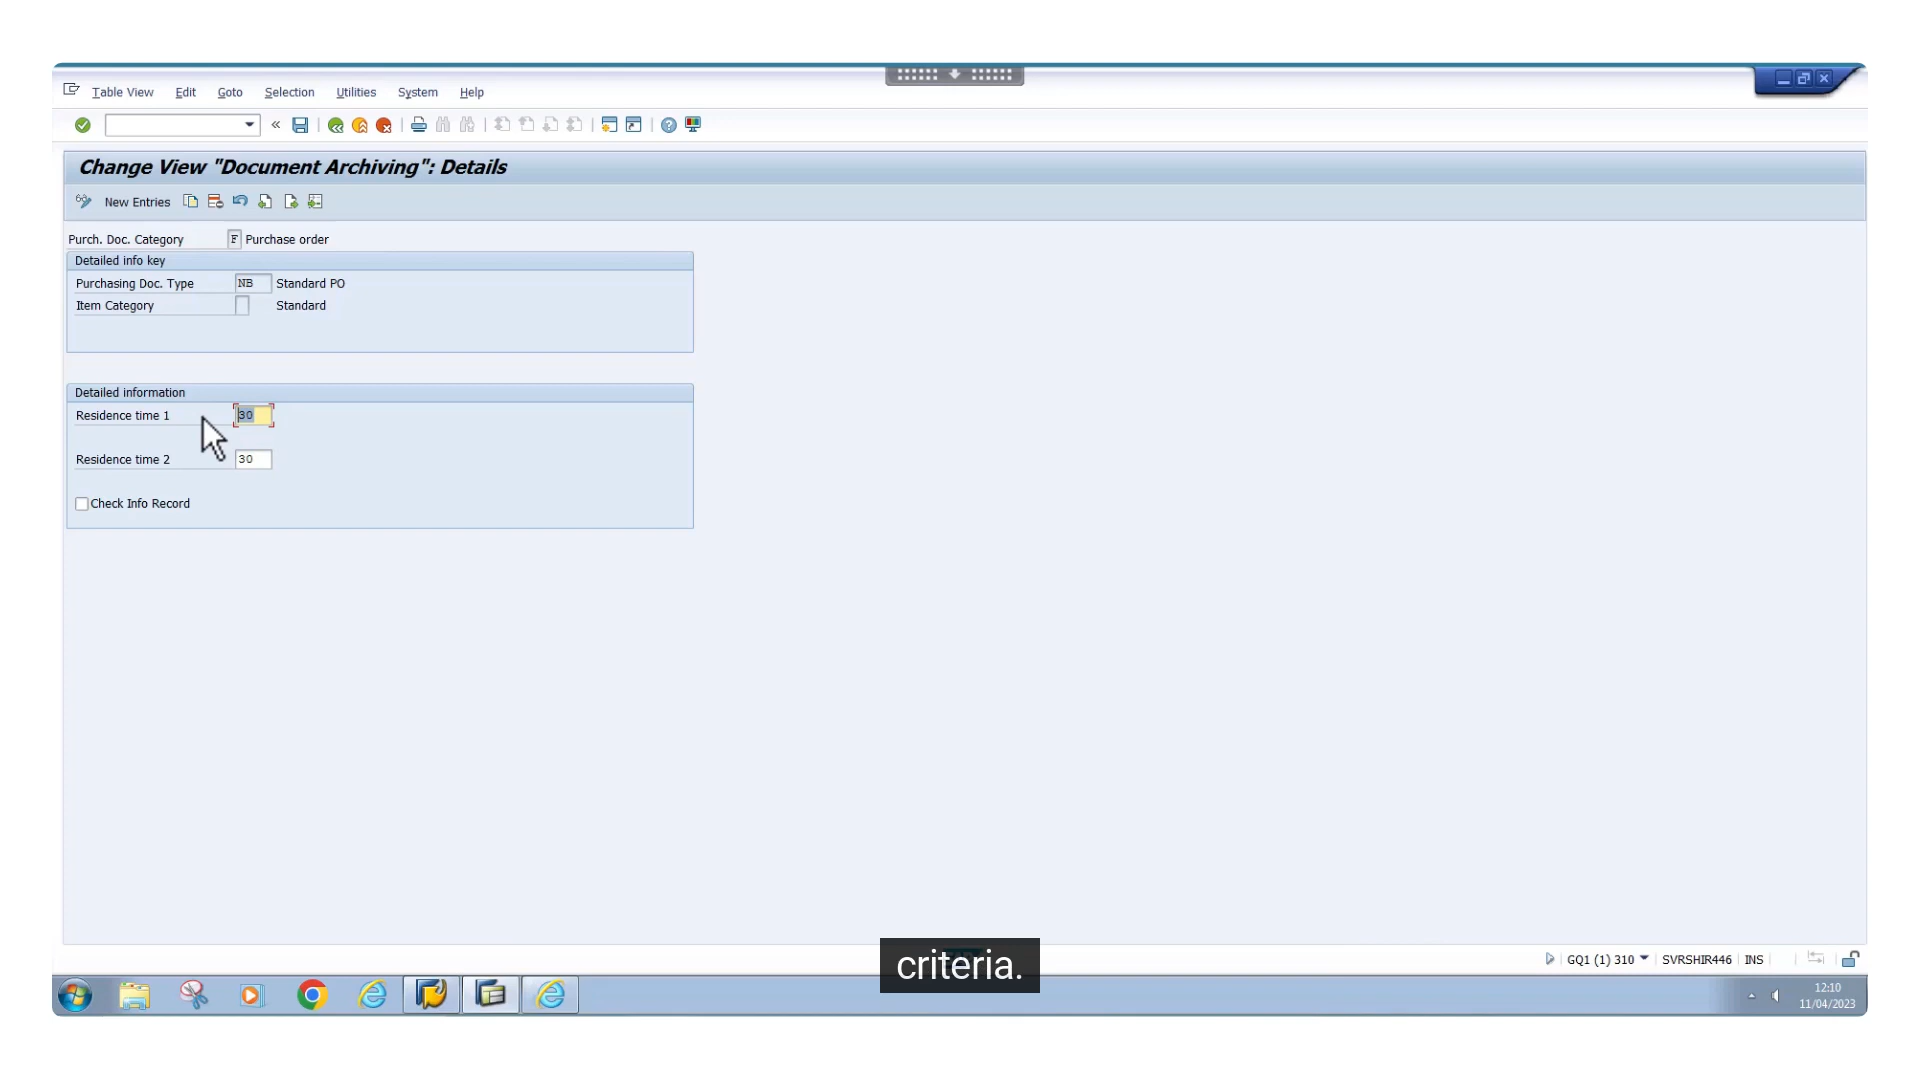 Table View Edit Goto Selection Utilities System Help
Change View "Document Archiving": Details
New Entries
Purch. Doc. Category F Purchase order
Detailed info key
Purchasing Doc. Type NB Standard PO
Item Category Standard
Detailed information
Residence time 1 30
Residence time 2 30
Check Info Record
criteria.
GQ1 (1) 310 SVRSHIR446 INS
12:10
11/04/2023